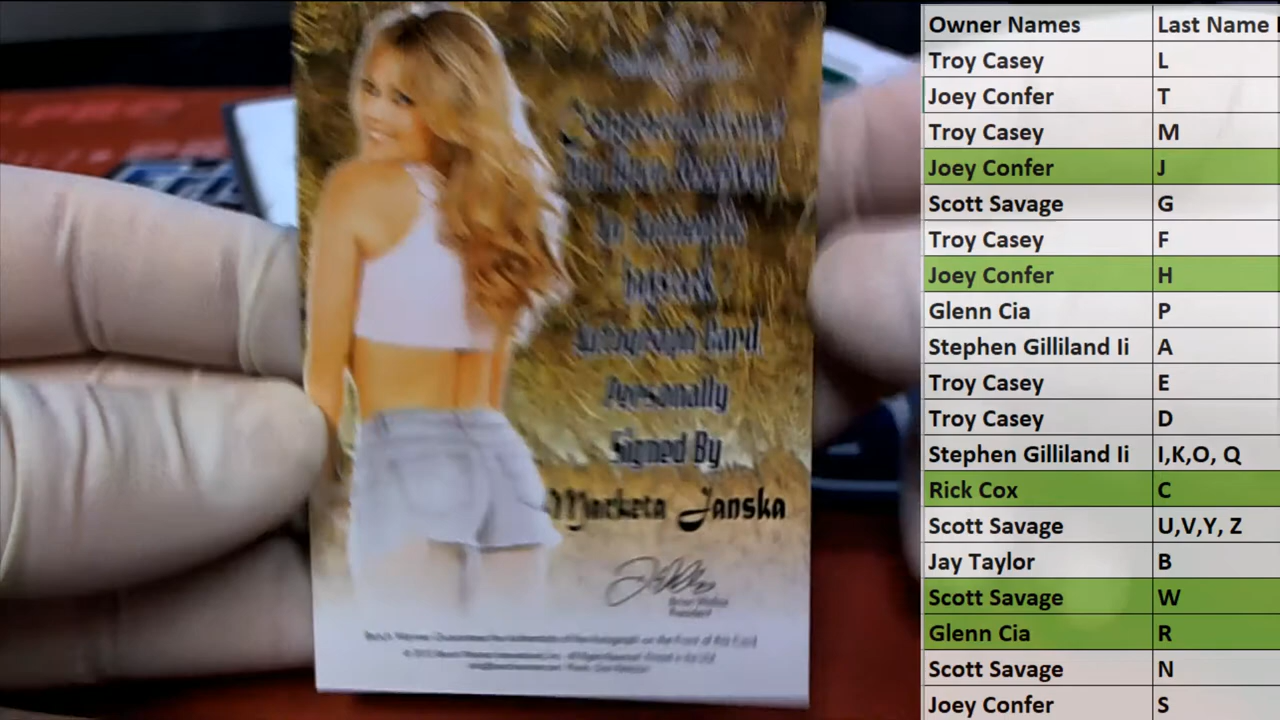 Congratulations!
You Have Received
An Authentic
Inserted
Autograph Card
Personally
Signed By
Marketa Janska
Owner Names Last Name
Troy Casey L
Joey Confer T
Troy Casey M
Joey Confer J
Scott Savage G
Troy Casey F
Joey Confer H
Glenn Cia P
Stephen Gilliland Ii A
Troy Casey E
Troy Casey D
Stephen Gilliland Ii I,K,O, Q
Rick Cox C
Scott Savage U,V,Y, Z
Jay Taylor B
Scott Savage W
Glenn Cia R
Scott Savage N
Joey Confer S